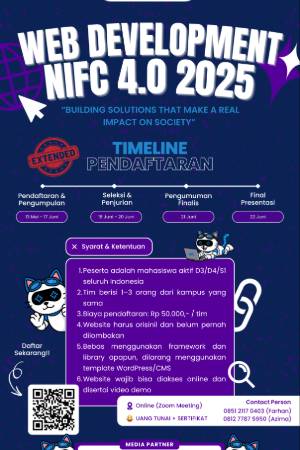 WEB DEVELOPMENT
NIFC 4.0 2025
"BUILDING SOLUTIONS THAT MAKE A REAL
IMPACT ON SOCIETY"
EXTENDED
TIMELINE
PENDAFTARAN
Pendaftaran &
Pengumpulan
Seleksi &
Penjurian
Pengumuman
Finalis
Final
Presentasi
13 Mei - 17 Juni
19 Juni - 20 Juni
21 Juni
22 Juni
Syarat & Ketentuan
1.Peserta adalah mahasiswa aktif D3/D4/S1
seluruh Indonesia
2.Tim berisi 1-3 orang dari kampus yang
sama
3.Biaya pendaftaran: Rp 50.000,- / tim
4.Website harus orisinil dan belum pernah
dilombakan
5.Bebas menggunakan framework dan
library apapun, dilarang menggunakan
template WordPress/CMS
6.Website wajib bisa diakses online dan
disertai video demo
Daftar
Sekarang!!
Online (Zoom Meeting)
UANG TUNAI + SERTIFIKAT
Contact Person
0851 2117 0403 (Farhan)
0812 7787 5950 (Azima)
MEDIA PARTNER